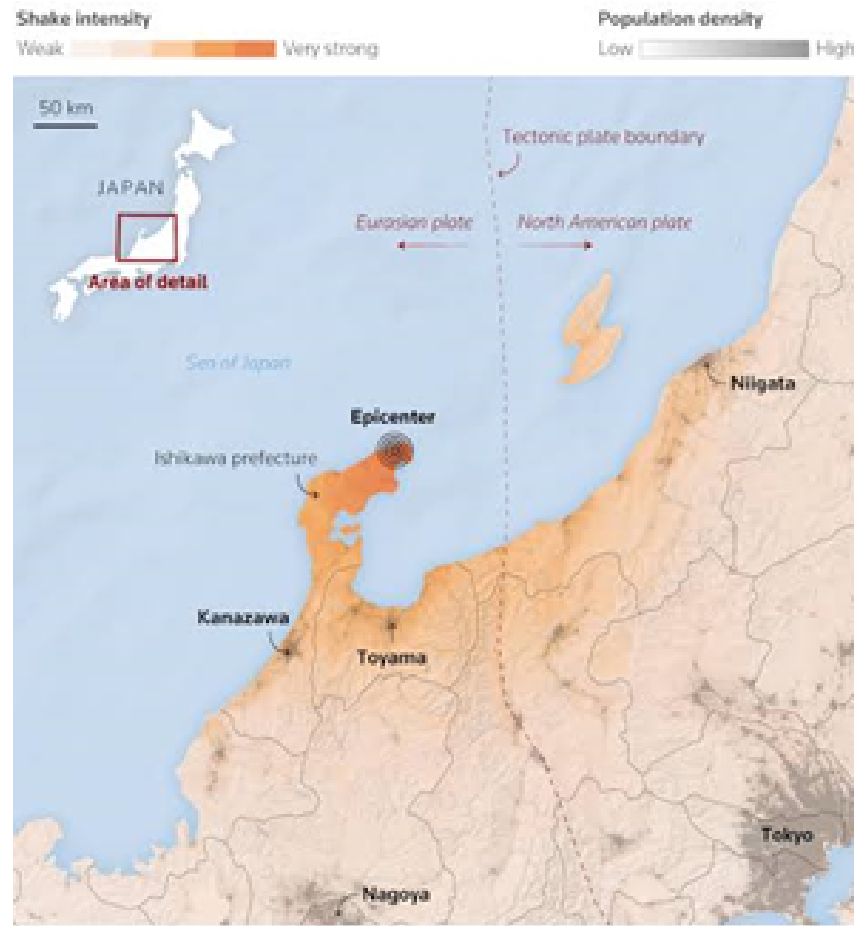 Shake intensity
Weak
Very strong
Population density
Low
High
50 km
JAPAN
Area of detail
Tectonic plate boundary
Eurasian plate
North American plate
Sea of Japan
Niigata
Epicenter
Ishikawa prefecture
Kanazawa
Toyama
Tokyo
Nagoya